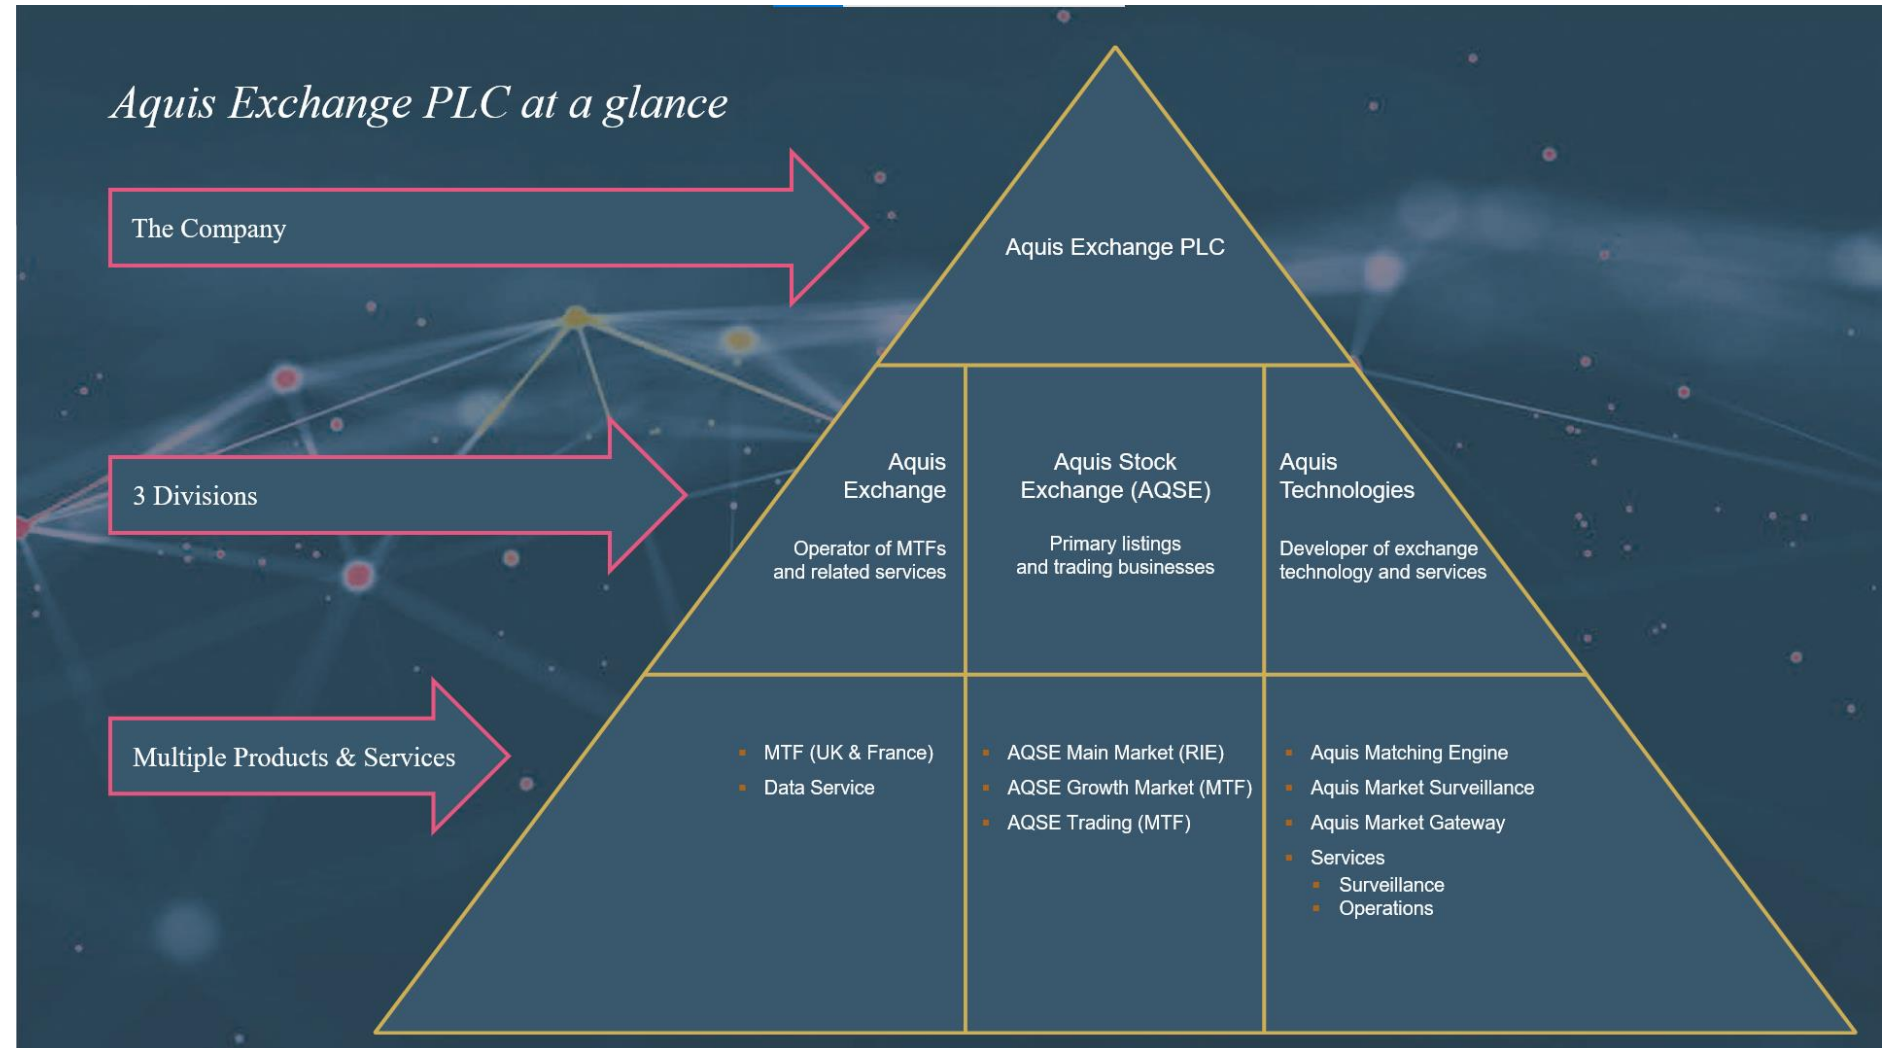 Aquis Exchange PLC at a glance
The Company
Aquis Exchange PLC
3 Divisions
Aquis
Exchange
Operator of MTFs
and related services
Aquis Stock
Exchange (AQSE)
Primary listings
and trading businesses
Aquis
Technologies
Developer of exchange
technology and services
Multiple Products & Services
MTF (UK & France)
Data Service
AQSE Main Market (RIE)
AQSE Growth Market (MTF)
AQSE Trading (MTF)
Aquis Matching Engine
Aquis Market Surveillance
Aquis Market Gateway
Services
Surveillance
Operations